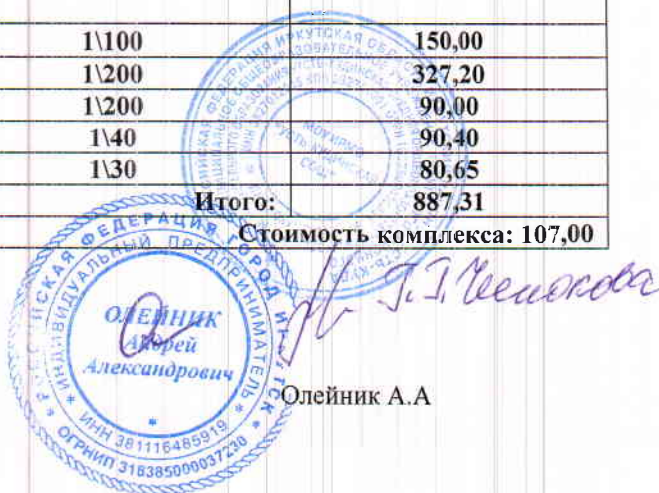 1\100 150,00
1\200 327,20
1\200 90,00
1\40 90,40
1\30 80,65
Итого: 887,31
Стоимость комплекса: 107,00
РОССИЙСКАЯ ФЕДЕРАЦИЯ ГОРОД ИРКУТСК
ИНДИВИДУАЛЬНЫЙ ПРЕДПРИНИМАТЕЛЬ
ОЛЕЙНИК
Андрей
Александрович
ИНН 381116485919
ОГРНИП 318385000037230
Олейник А.А